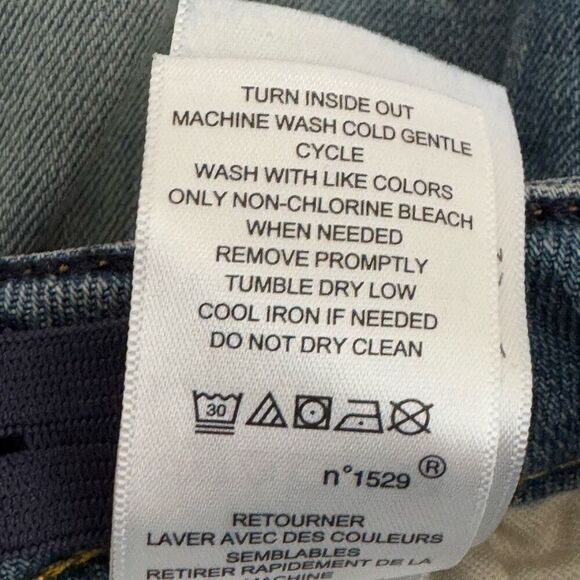 TURN INSIDE OUT
MACHINE WASH COLD GENTLE
CYCLE
WASH WITH LIKE COLORS
ONLY NON-CHLORINE BLEACH
WHEN NEEDED
REMOVE PROMPTLY
TUMBLE DRY LOW
COOL IRON IF NEEDED
DO NOT DRY CLEAN
30
n°1529 ®
RETOURNER
LAVER AVEC DES COULEURS
SEMBLABLES
RETIRER RAPIDEMENT DE LA
MACHINE